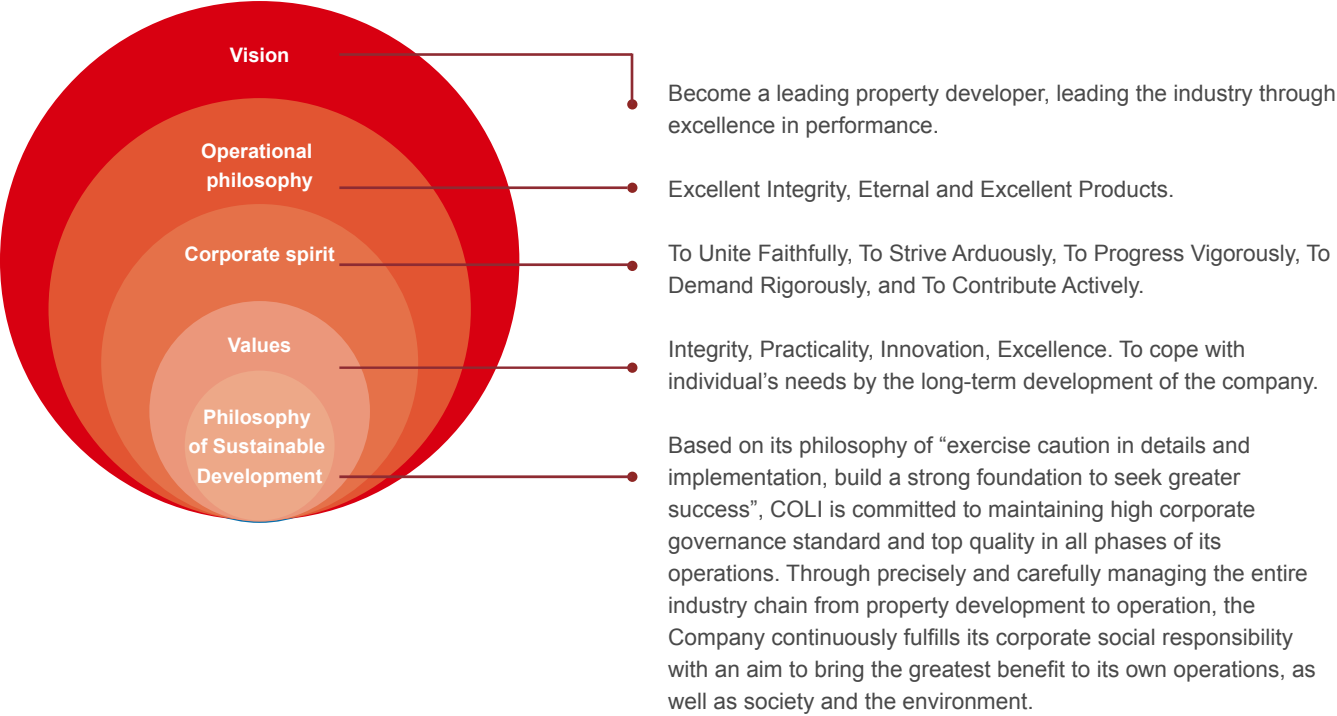 Vision
Become a leading property developer, leading the industry through
excellence in performance.
Operational
philosophy
Excellent Integrity, Eternal and Excellent Products.
Corporate spirit
To Unite Faithfully, To Strive Arduously, To Progress Vigorously, To
Demand Rigorously, and To Contribute Actively.
Values
Integrity, Practicality, Innovation, Excellence. To cope with
individual’s needs by the long-term development of the company.
Philosophy
of Sustainable
Development
Based on its philosophy of “exercise caution in details and
implementation, build a strong foundation to seek greater
success”, COLI is committed to maintaining high corporate
governance standard and top quality in all phases of its
operations. Through precisely and carefully managing the entire
industry chain from property development to operation, the
Company continuously fulfills its corporate social responsibility
with an aim to bring the greatest benefit to its own operations, as
well as society and the environment.